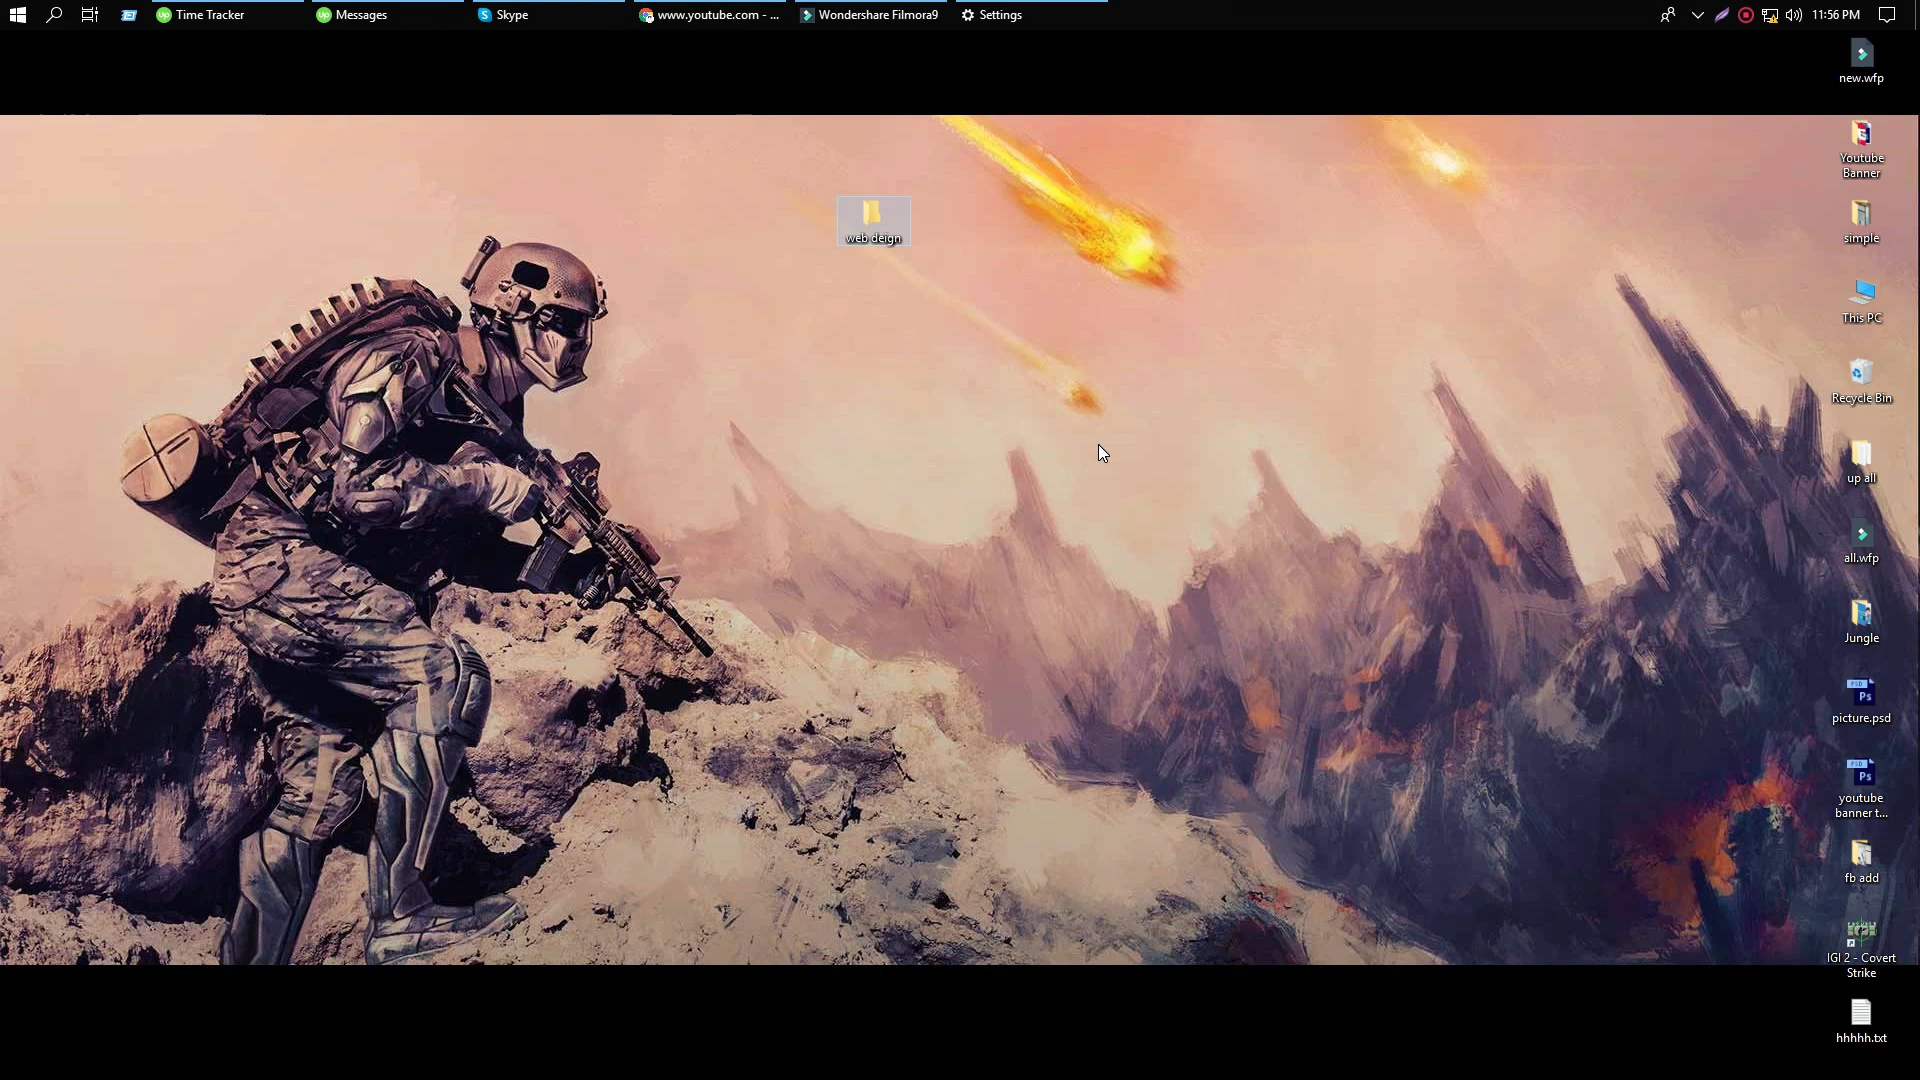 Time Tracker
Messages
Skype
www.youtube.com - ...
Wondershare Filmora9
Settings
11:56 PM
new.wfp
Youtube
Banner
web deign
simple
This PC
Recycle Bin
up all
all.wfp
Jungle
picture.psd
youtube
banner t...
fb add
IGI 2 - Covert
Strike
hhhhh.txt